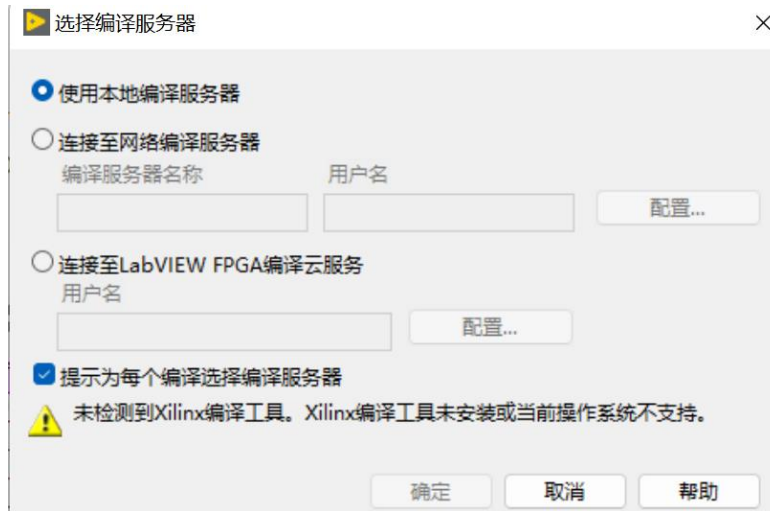 选择编译服务器
使用本地编译服务器
连接至网络编译服务器
编译服务器名称 用户名
配置...
连接至LabVIEW FPGA编译云服务
用户名
配置...
提示为每个编译选择编译服务器
未检测到Xilinx编译工具。Xilinx编译工具未安装或当前操作系统不支持。
确定 取消 帮助